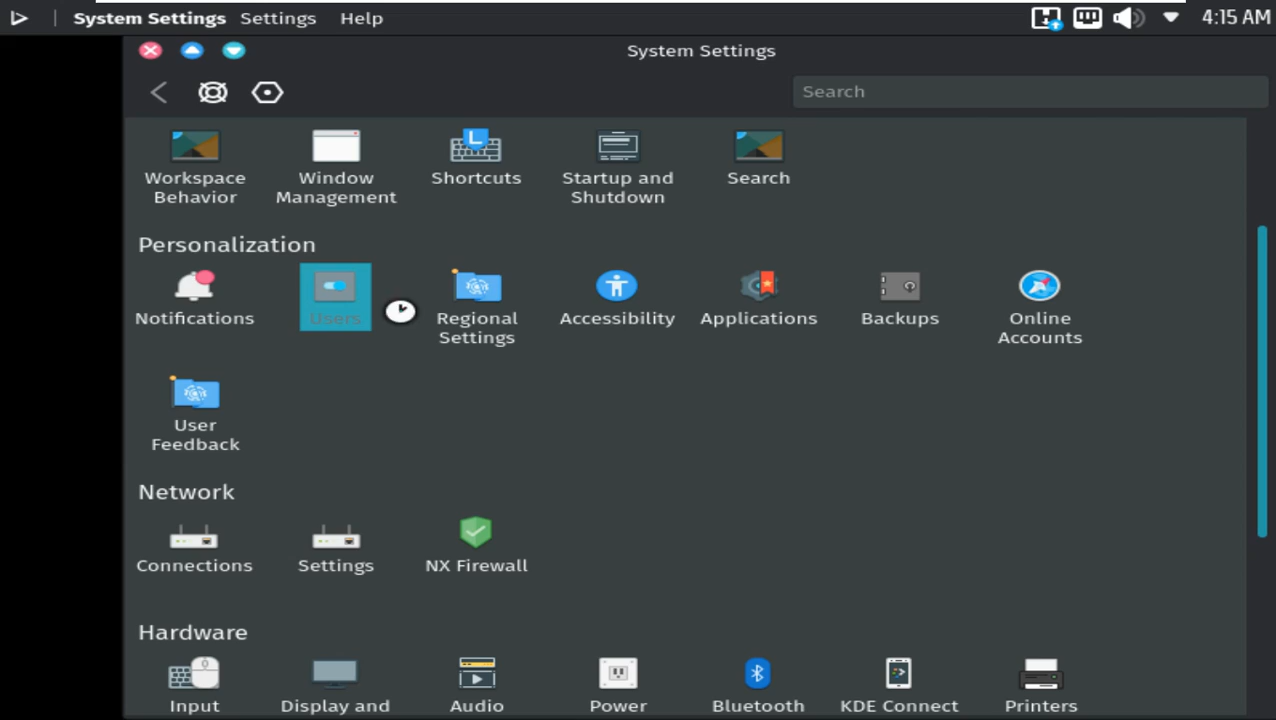 System Settings Settings Help 4:15 AM
System Settings
Search
Workspace Behavior
Window Management
L
Shortcuts
Startup and Shutdown
Search
Personalization
Notifications
Users
Regional Settings
Accessibility
Applications
Backups
Online Accounts
User Feedback
Network
Connections
Settings
NX Firewall
Hardware
Input
Display and
Audio
Power
Bluetooth
KDE Connect
Printers